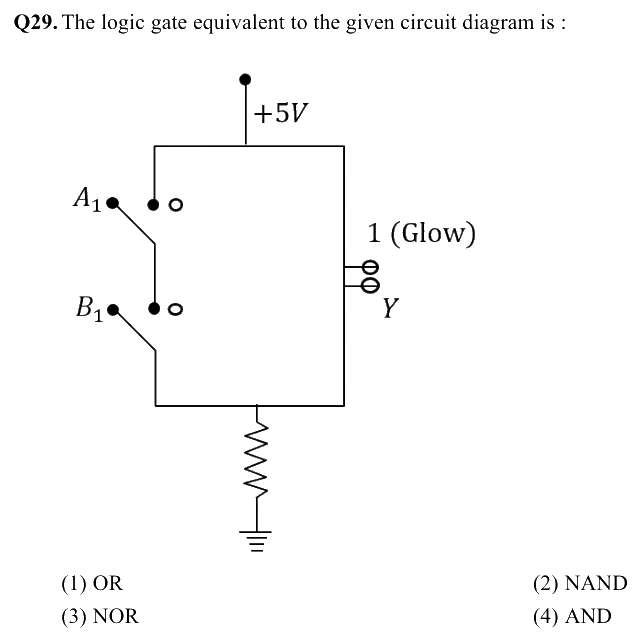 Q29. The logic gate equivalent to the given circuit diagram is :
+5V
A₁
1 (Glow)
B₁
Y
(1) OR (2) NAND
(3) NOR (4) AND